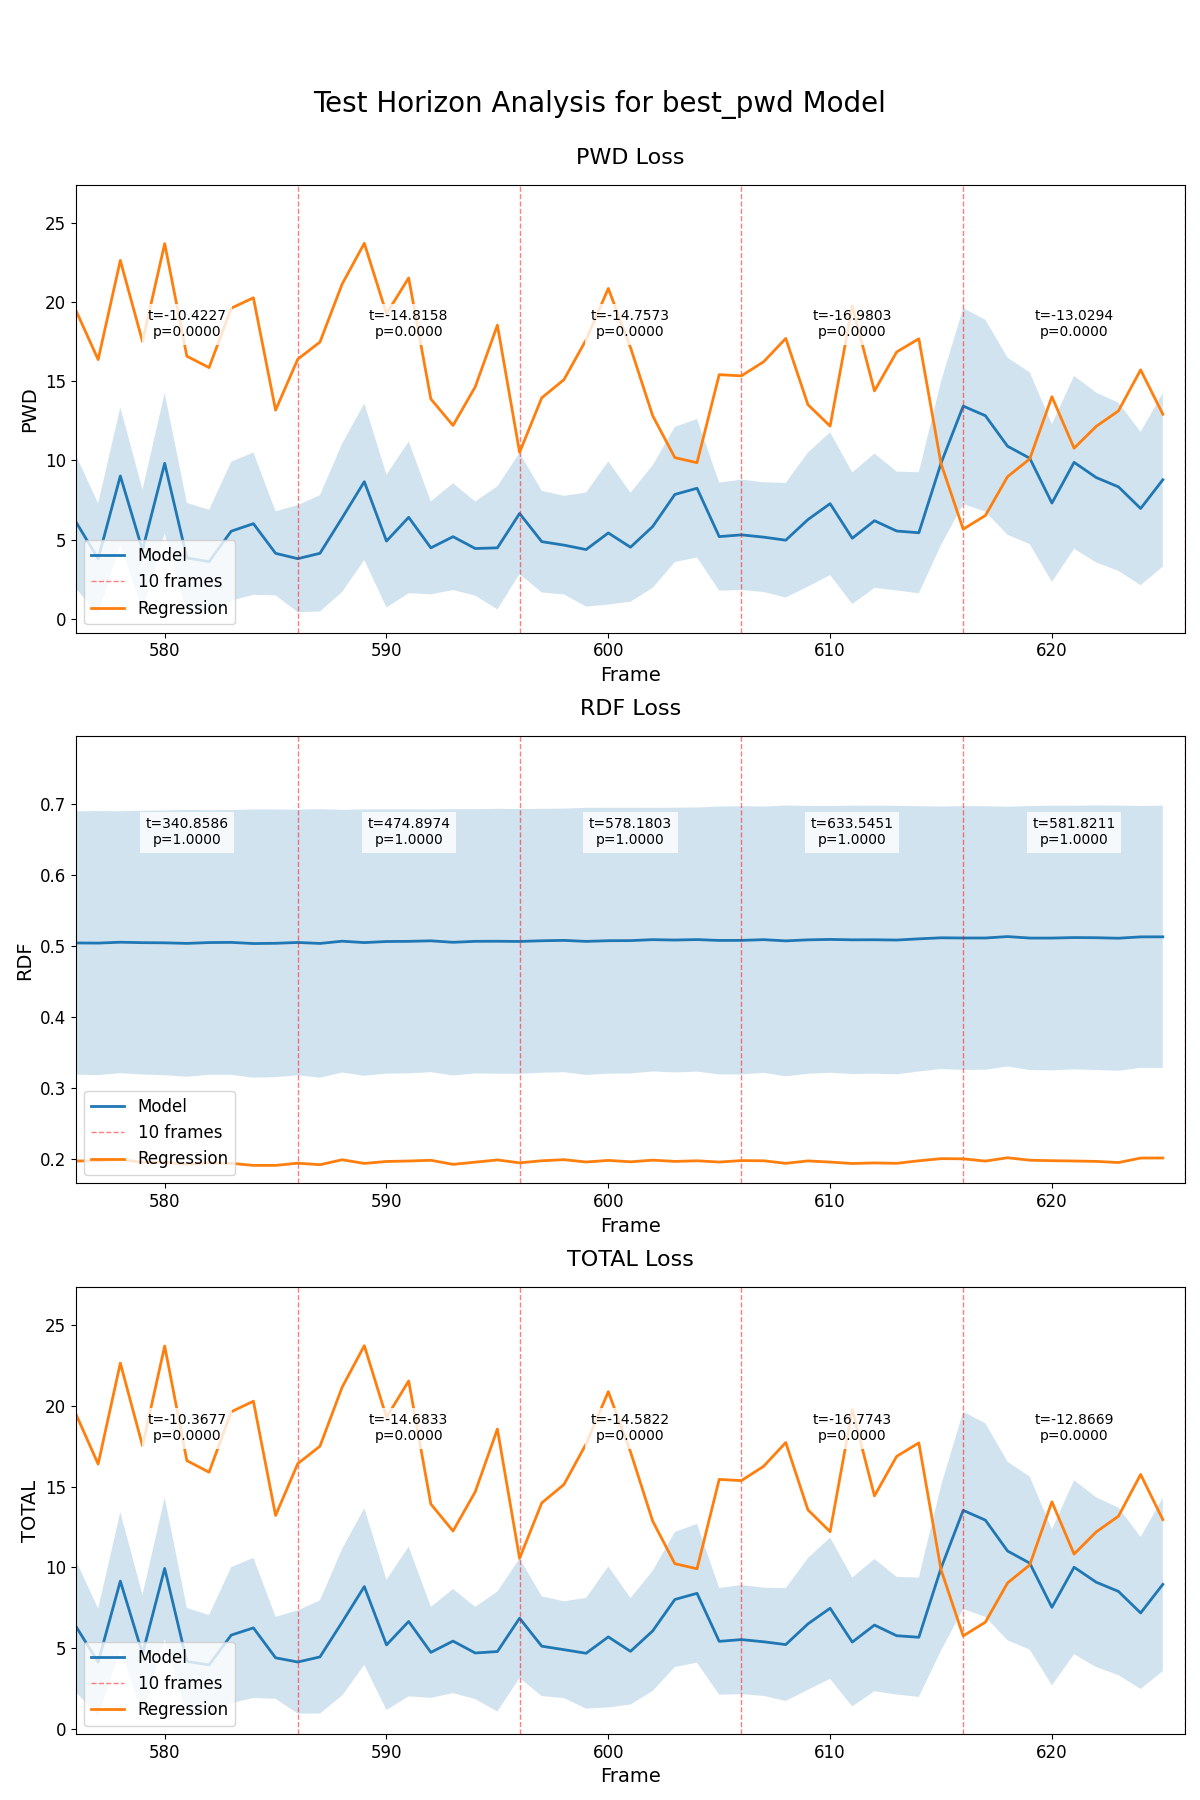 Test Horizon Analysis for best_pwd Model
PWD Loss
PWD
25
20
15
10
5
0
t=-10.4227
p=0.0000
t=-14.8158
p=0.0000
t=-14.7573
p=0.0000
t=-16.9803
p=0.0000
t=-13.0294
p=0.0000
Model
10 frames
Regression
580
590
600
610
620
Frame
RDF Loss
RDF
0.7
0.6
0.5
0.4
0.3
0.2
t=340.8586
p=1.0000
t=474.8974
p=1.0000
t=578.1803
p=1.0000
t=633.5451
p=1.0000
t=581.8211
p=1.0000
Model
10 frames
Regression
580
590
600
610
620
Frame
TOTAL Loss
TOTAL
25
20
15
10
5
0
t=-10.3677
p=0.0000
t=-14.6833
p=0.0000
t=-14.5822
p=0.0000
t=-16.7743
p=0.0000
t=-12.8669
p=0.0000
Model
10 frames
Regression
580
590
600
610
620
Frame